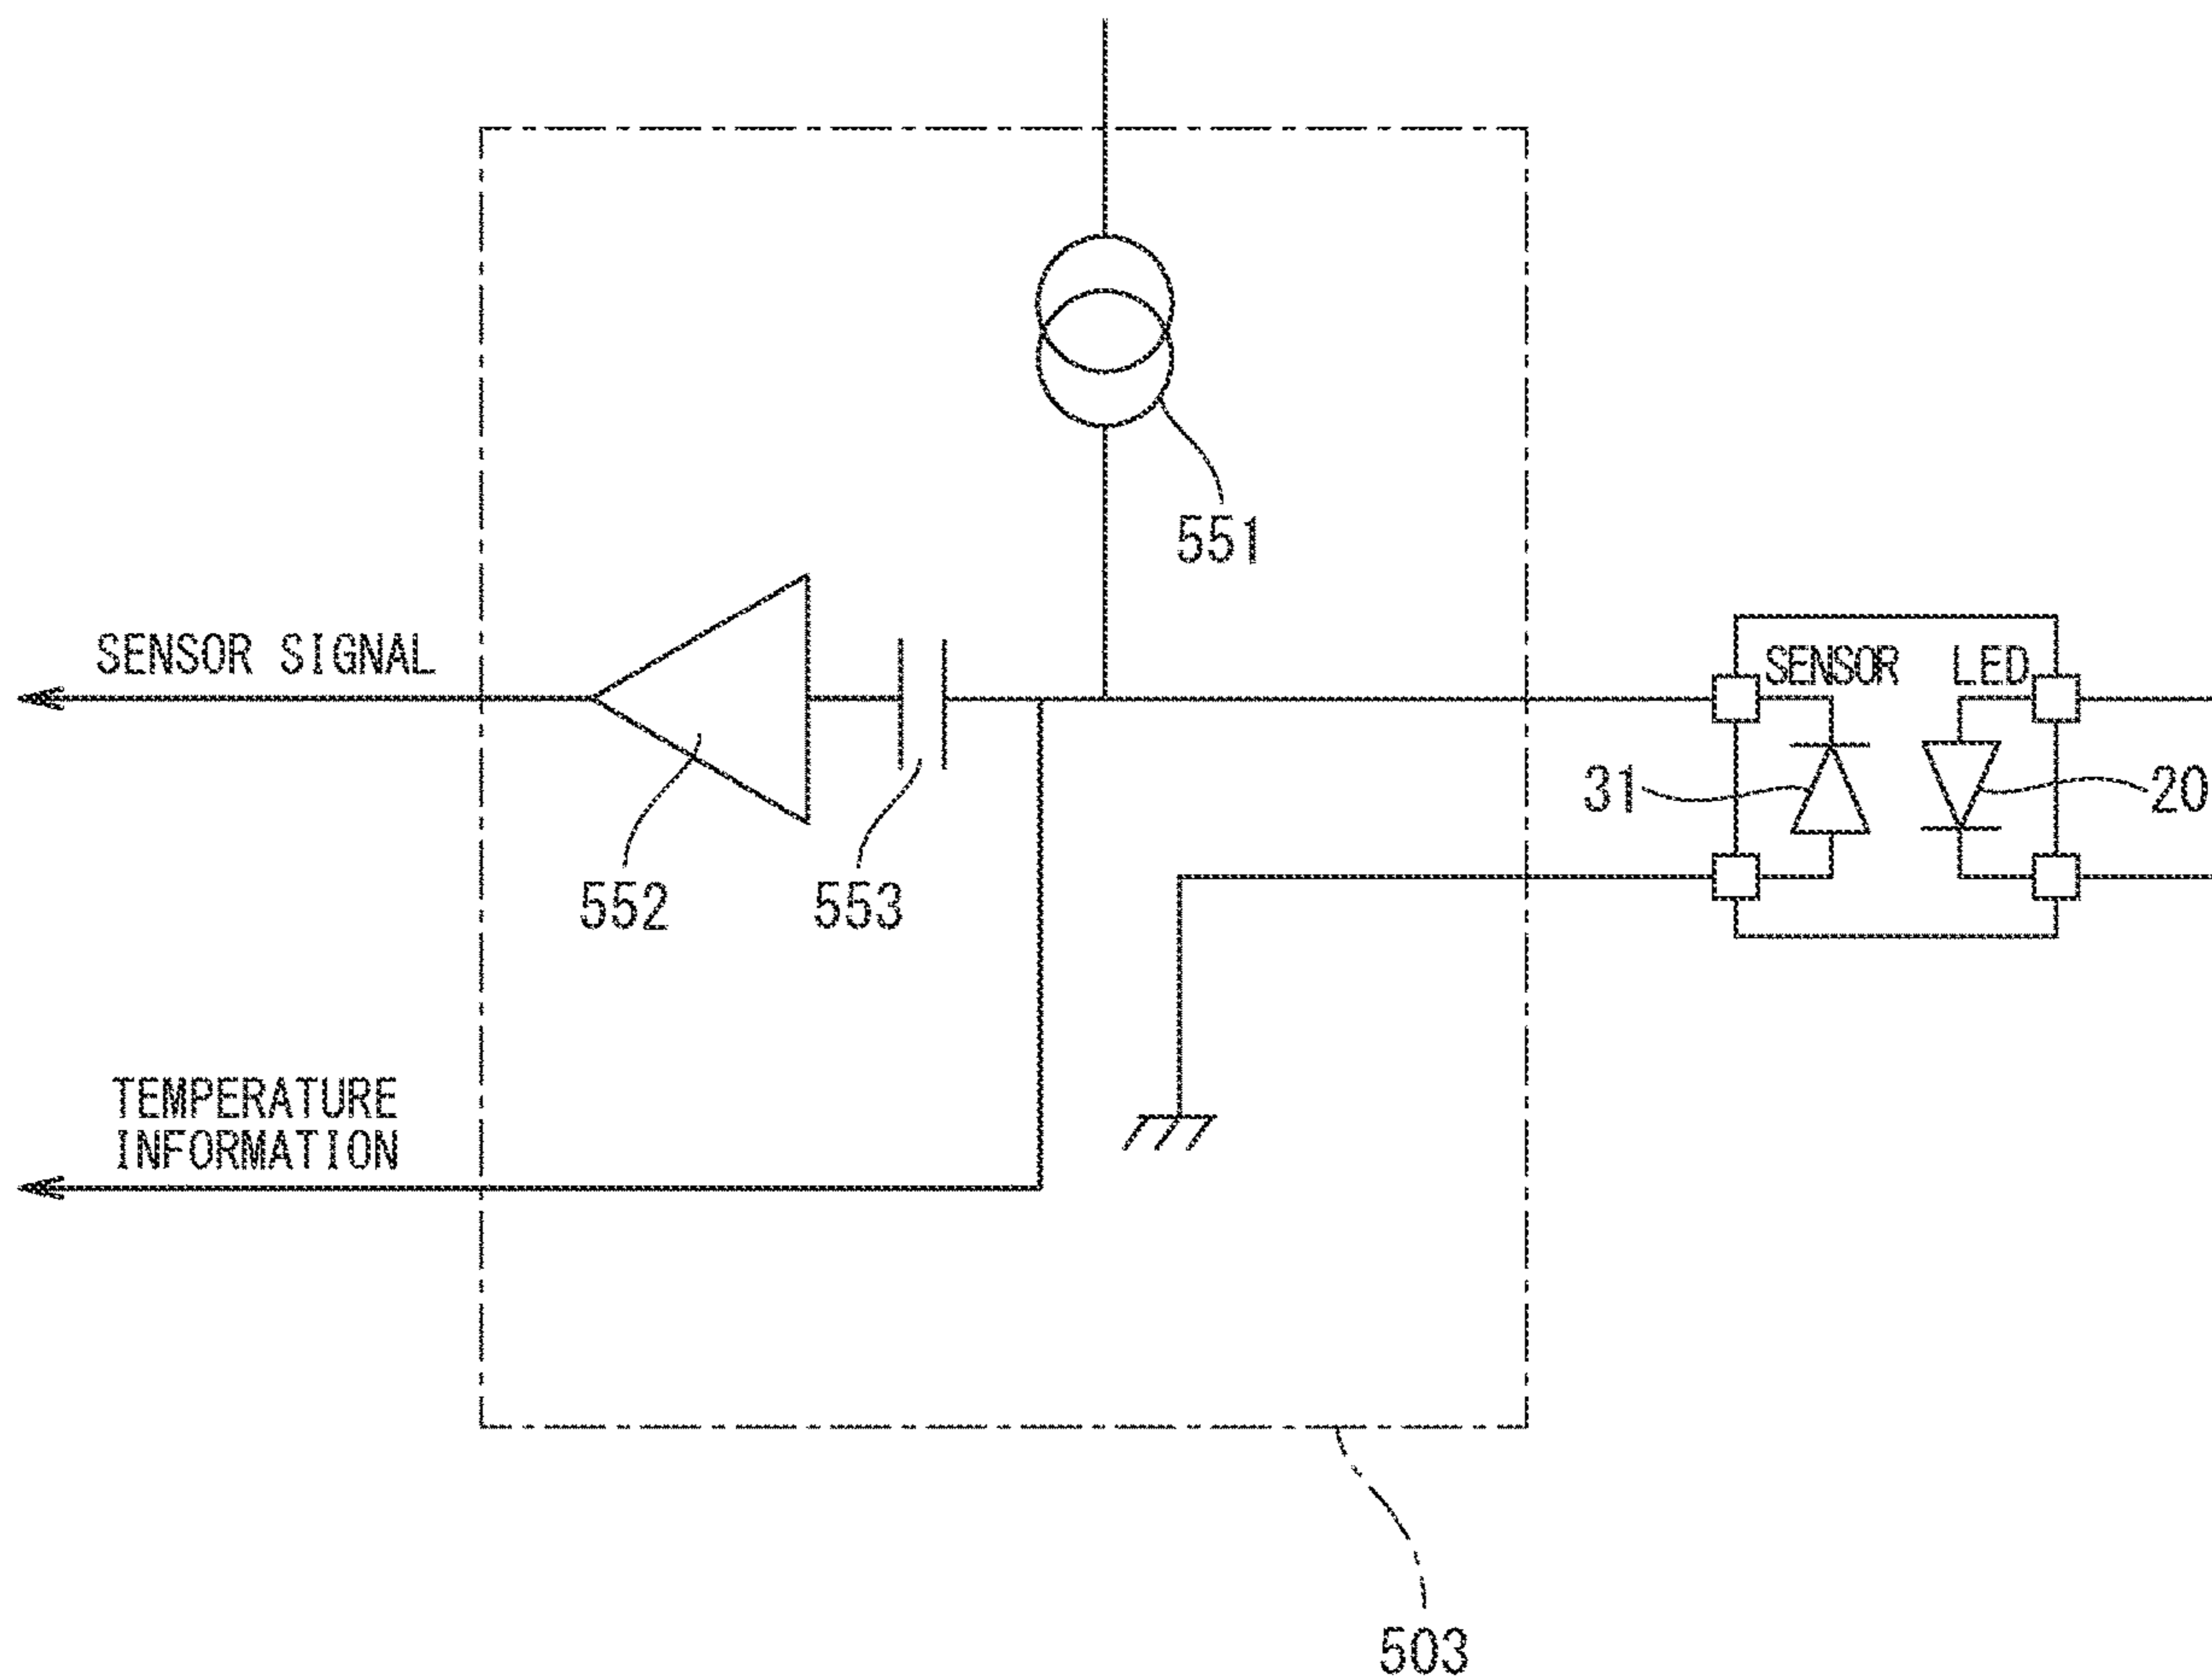 551
SENSOR SIGNAL
SENSOR LED
31
20
552
553
TEMPERATURE
INFORMATION
503